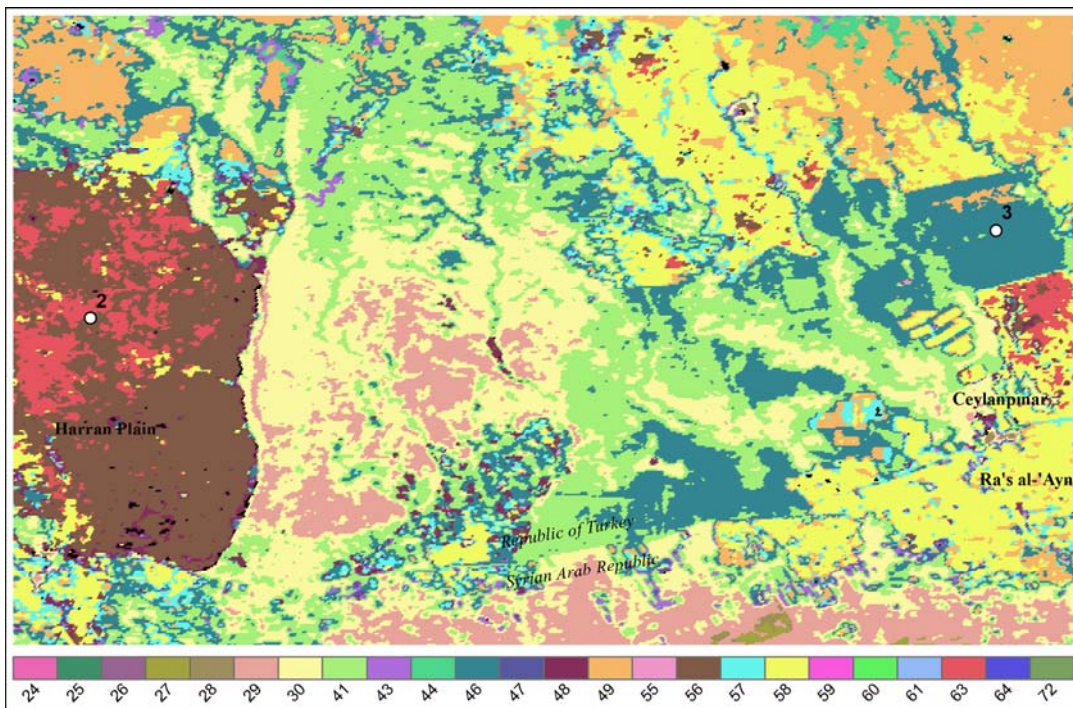 3
2
Ceylanpınar
Harran Plain
Ra's al-'Ayn
Republic of Turkey
Syrian Arab Republic
24 25 26 27 28 29 30 41 43 44 46 47 48 49 55 56 57 58 59 60 61 63 64 72